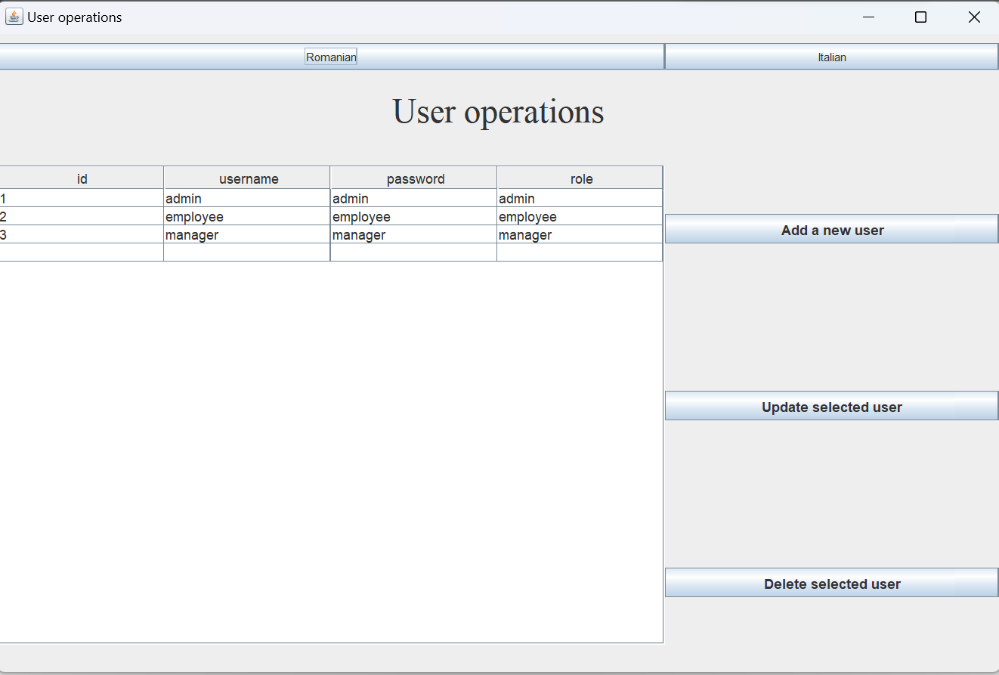 User operations
Romanian Italian
User operations
id username password role
1 admin admin admin
2 employee employee employee
3 manager manager manager
Add a new user
Update selected user
Delete selected user